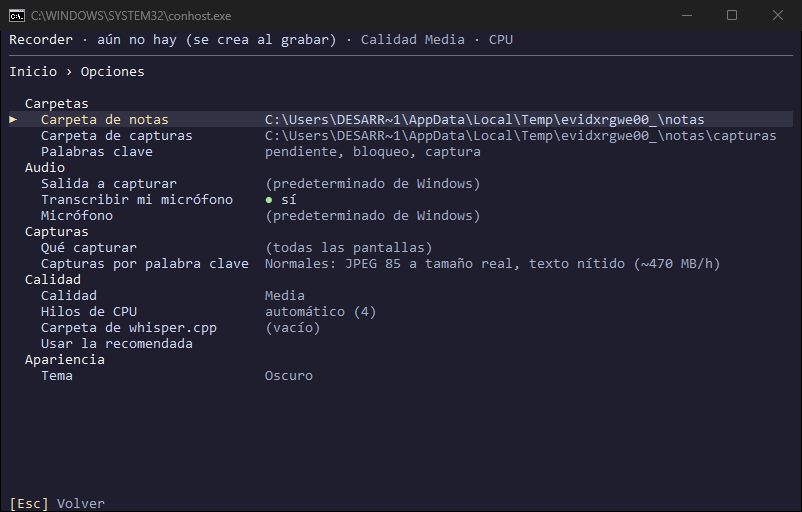 C:\WINDOWS\SYSTEM32\conhost.exe
Recorder · aún no hay (se crea al grabar) · Calidad Media · CPU
Inicio › Opciones
Carpetas
► Carpeta de notas C:\Users\DESARR~1\AppData\Local\Temp\evidxrgwe00_\notas
Carpeta de capturas C:\Users\DESARR~1\AppData\Local\Temp\evidxrgwe00_\notas\capturas
Palabras clave pendiente, bloqueo, captura
Audio
Salida a capturar (predeterminado de Windows)
Transcribir mi micrófono ● sí
Micrófono (predeterminado de Windows)
Capturas
Qué capturar (todas las pantallas)
Capturas por palabra clave Normales: JPEG 85 a tamaño real, texto nítido (~470 MB/h)
Calidad
Calidad Media
Hilos de CPU automático (4)
Carpeta de whisper.cpp (vacío)
Usar la recomendada
Apariencia
Tema Oscuro
[Esc] Volver